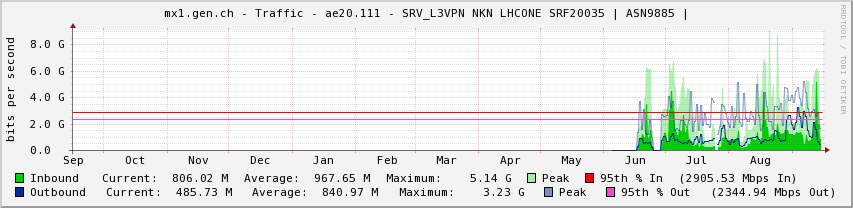 mx1.gen.ch - Traffic - ae20.111 - SRV_L3VPN NKN LHCONE SRF20035 | ASN9885 |
RRDTOOL / TOBI OETIKER
bits per second
8.0 G
6.0 G
4.0 G
2.0 G
0.0
Sep Oct Nov Dec Jan Feb Mar Apr May Jun Jul Aug
Inbound Current: 806.02 M Average: 967.65 M Maximum: 5.14 G Peak 95th % In (2905.53 Mbps In)
Outbound Current: 485.73 M Average: 840.97 M Maximum: 3.23 G Peak 95th % Out (2344.94 Mbps Out)